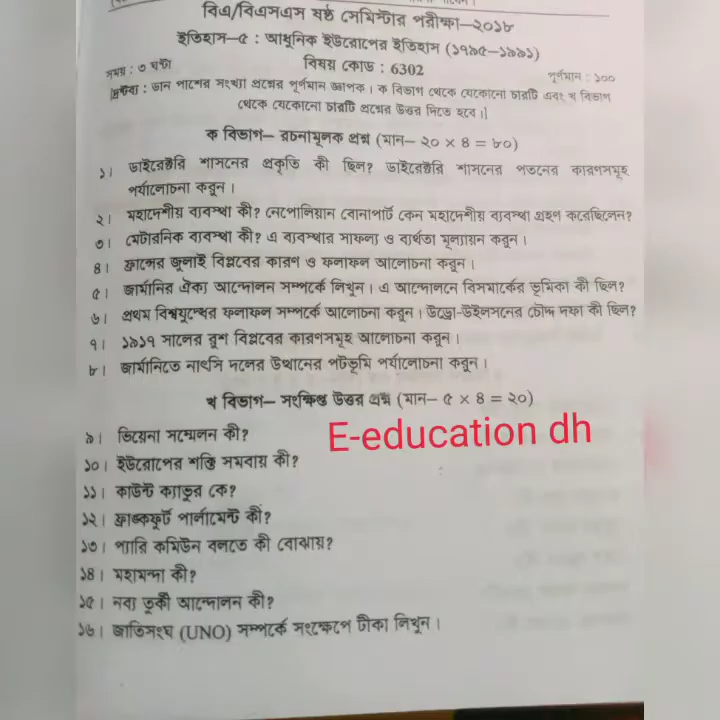 বিএ/বিএসএস ষষ্ঠ সেমিস্টার পরীক্ষা—২০১৮
ইতিহাস—৫ : আধুনিক ইউরোপের ইতিহাস (১৭৯৫-১৯৯১)
বিষয় কোড : 6302
সময় : ৩ ঘণ্টা
পূর্ণমান : ১০০
[দ্রষ্টব্য : ডান পাশের সংখ্যা প্রশ্নের পূর্ণমান জ্ঞাপক। ক বিভাগ থেকে যেকোনো চারটি এবং খ বিভাগ
থেকে যেকোনো চারটি প্রশ্নের উত্তর দিতে হবে।]
ক বিভাগ— রচনামূলক প্রশ্ন (মান— ২০ × ৪ = ৮০)
১। ডাইরেক্টরি শাসনের প্রকৃতি কী ছিল? ডাইরেক্টরি শাসনের পতনের কারণসমূহ
পর্যালোচনা করুন।
২। মহাদেশীয় ব্যবস্থা কী? নেপোলিয়ান বোনাপার্ট কেন মহাদেশীয় ব্যবস্থা গ্রহণ করেছিলেন?
৩। মেটারনিক ব্যবস্থা কী? এ ব্যবস্থার সাফল্য ও ব্যর্থতা মূল্যায়ন করুন।
৪। ফ্রান্সের জুলাই বিপ্লবের কারণ ও ফলাফল আলোচনা করুন।
৫। জার্মানির ঐক্য আন্দোলন সম্পর্কে লিখুন। এ আন্দোলনে বিসমার্কের ভূমিকা কী ছিল?
৬। প্রথম বিশ্বযুদ্ধের ফলাফল সম্পর্কে আলোচনা করুন। উড্রো-উইলসনের চৌদ্দ দফা কী ছিল?
৭। ১৯১৭ সালের রুশ বিপ্লবের কারণসমূহ আলোচনা করুন।
৮। জার্মানিতে নাৎসি দলের উত্থানের পটভূমি পর্যালোচনা করুন।
খ বিভাগ— সংক্ষিপ্ত উত্তর প্রশ্ন (মান— ৫ × ৪ = ২০)
৯। ভিয়েনা সম্মেলন কী?
E-education dh
১০। ইউরোপের শক্তি সমবায় কী?
১১। কাউন্ট ক্যাভুর কে?
১২। ফ্রাঙ্কফুর্ট পার্লামেন্ট কী?
১৩। প্যারি কমিউন বলতে কী বোঝায়?
১৪। মহামন্দা কী?
১৫। নব্য তুর্কী আন্দোলন কী?
১৬। জাতিসংঘ (UNO) সম্পর্কে সংক্ষেপে টীকা লিখুন।